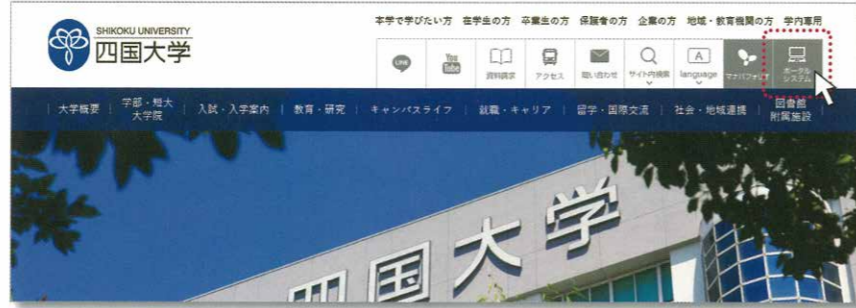 SHIKOKU UNIVERSITY
四国大学
本学で学びたい方 在学生の方 卒業生の方 保護者の方 企業の方 地域・教育機関の方 学内専用
LINE
You Tube
資料請求
アクセス
問い合わせ
サイト内検索
A
language
マナバフォリオ
ポータル
システム
大学概要
学部・短大
大学院
入試・入学案内
教育・研究
キャンパスライフ
就職・キャリア
留学・国際交流
社会・地域連携
図書館
附属施設
四国大学